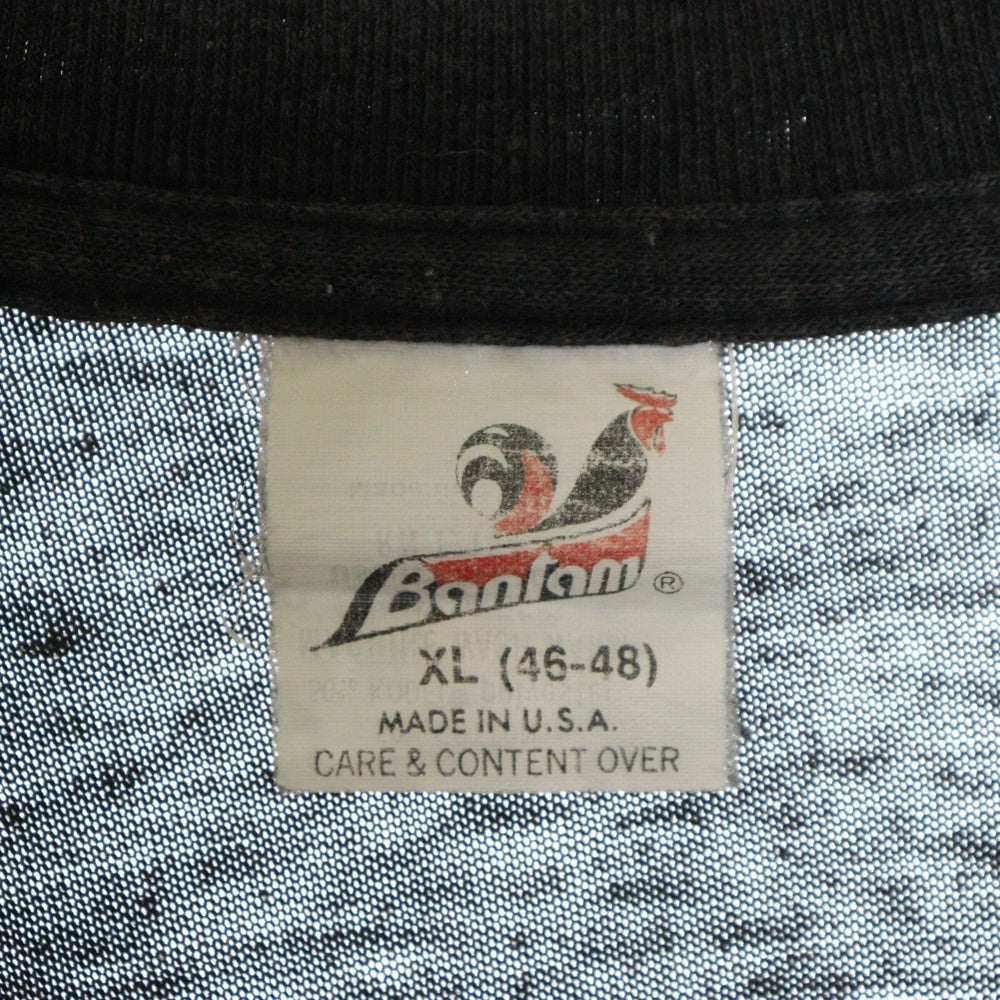 Bantam ®
XL (46-48)
MADE IN U.S.A.
CARE & CONTENT OVER